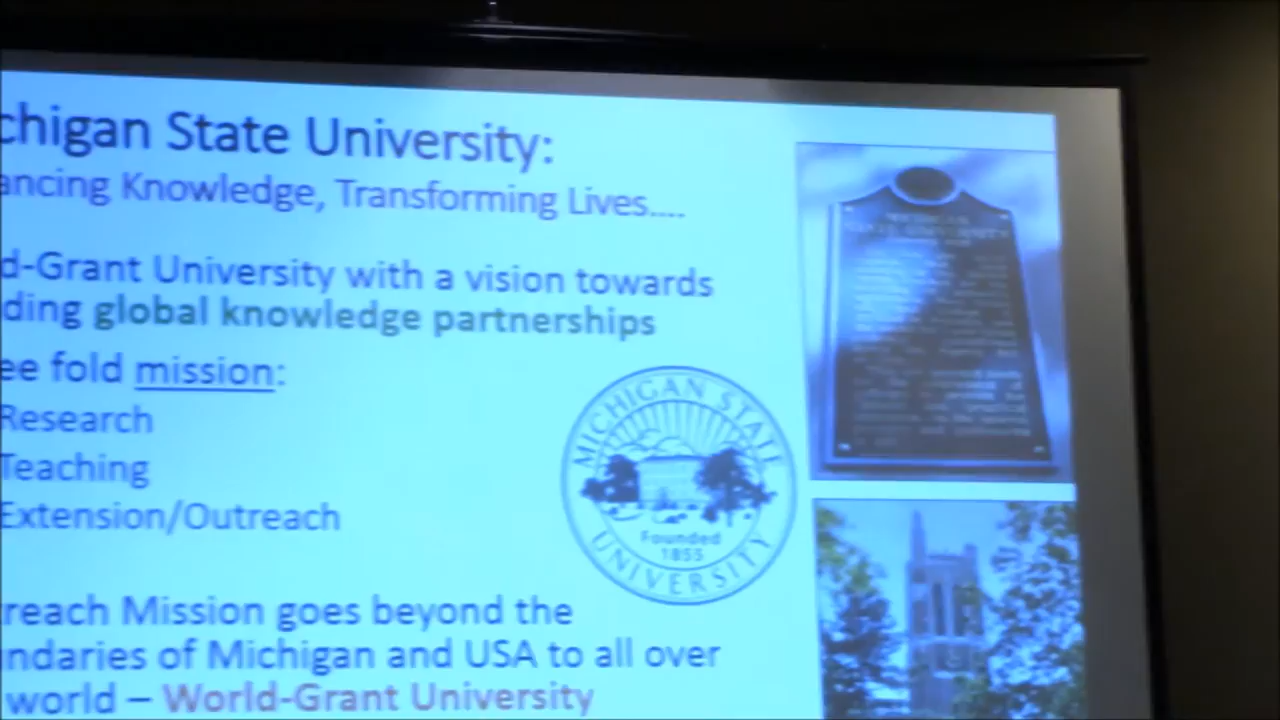 chigan State University:
ancing Knowledge, Transforming Lives....
d-Grant University with a vision towards
ding global knowledge partnerships
ee fold mission:
Research
Teaching
Extension/Outreach
MICHIGAN STATE
Founded
1855
UNIVERSITY
reach Mission goes beyond the
ndaries of Michigan and USA to all over
world – World-Grant University